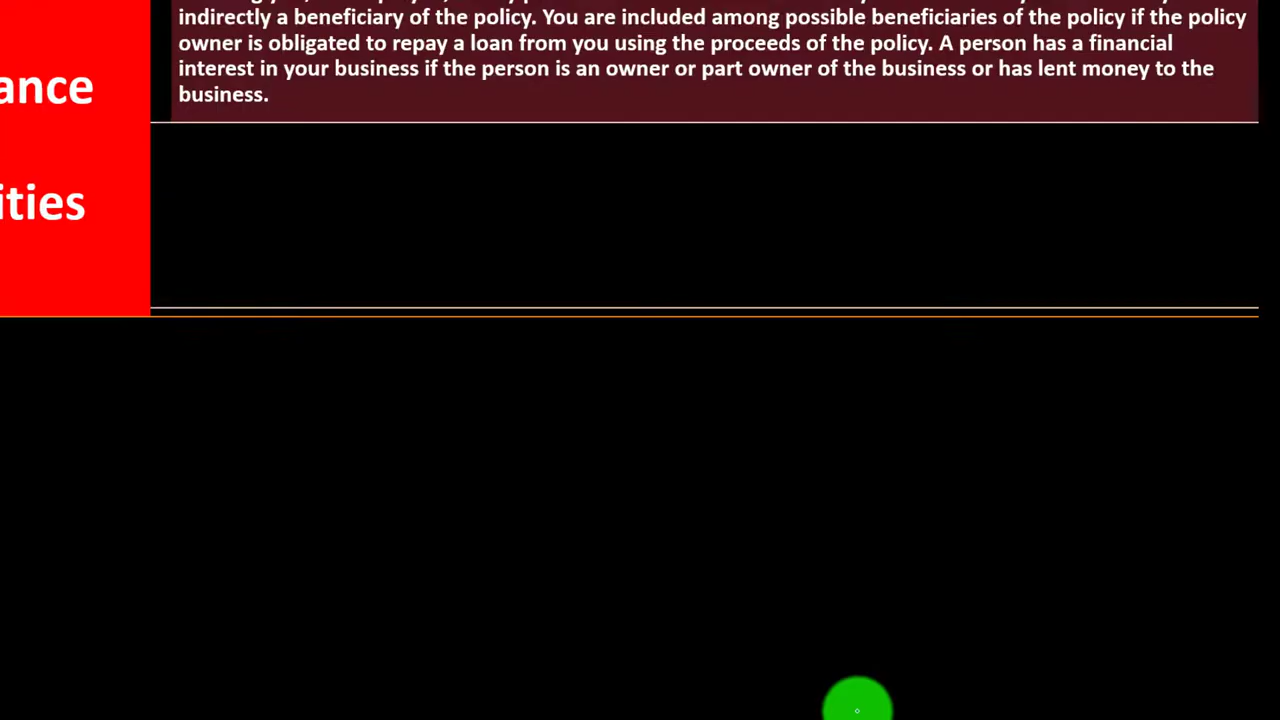 indirectly a beneficiary of the policy. You are included among possible beneficiaries of the policy if the policy
owner is obligated to repay a loan from you using the proceeds of the policy. A person has a financial
interest in your business if the person is an owner or part owner of the business or has lent money to the
business.
ance
ities